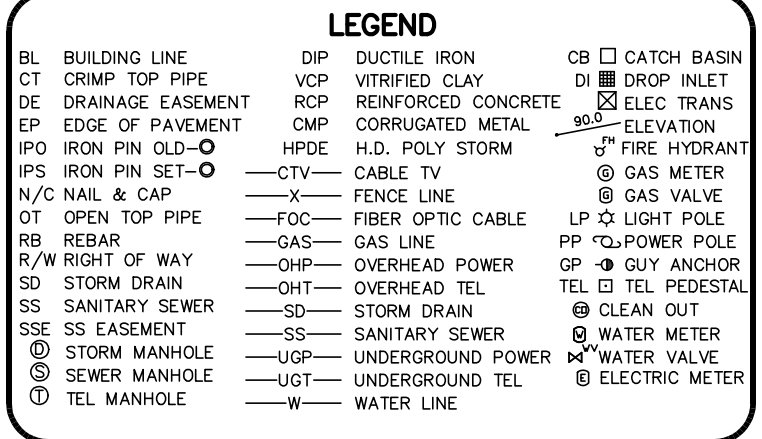 LEGEND
BL BUILDING LINE
CT CRIMP TOP PIPE
DE DRAINAGE EASEMENT
EP EDGE OF PAVEMENT
IPO IRON PIN OLD
IPS IRON PIN SET
N/C NAIL & CAP
OT OPEN TOP PIPE
RB REBAR
R/W RIGHT OF WAY
SD STORM DRAIN
SS SANITARY SEWER
SSE SS EASEMENT
D STORM MANHOLE
S SEWER MANHOLE
T TEL MANHOLE
DIP DUCTILE IRON
VCP VITRIFIED CLAY
RCP REINFORCED CONCRETE
CMP CORRUGATED METAL
HPDE H.D. POLY STORM
CTV CABLE TV
X FENCE LINE
FOC FIBER OPTIC CABLE
GAS GAS LINE
OHP OVERHEAD POWER
OHT OVERHEAD TEL
SD STORM DRAIN
SS SANITARY SEWER
UGP UNDERGROUND POWER
UGT UNDERGROUND TEL
W WATER LINE
CB CATCH BASIN
DI DROP INLET
ELEC TRANS
90.0 ELEVATION
FH FIRE HYDRANT
G GAS METER
G GAS VALVE
LP LIGHT POLE
PP POWER POLE
GP GUY ANCHOR
TEL TEL PEDESTAL
CO CLEAN OUT
W WATER METER
WV WATER VALVE
E ELECTRIC METER